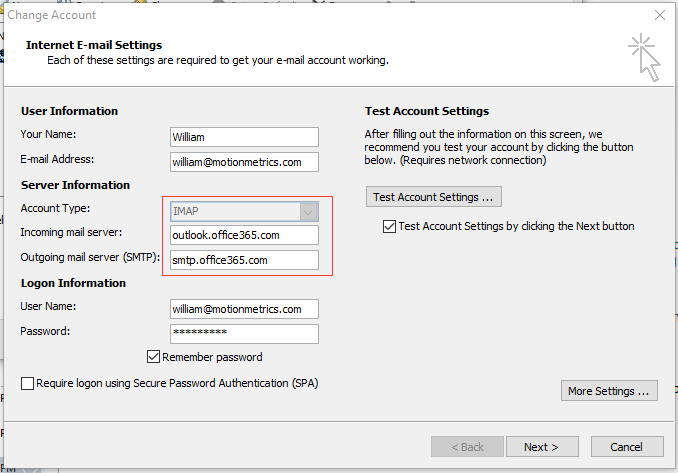 Change Account
Internet E-mail Settings
Each of these settings are required to get your e-mail account working.
User Information
Your Name:
William
E-mail Address:
william@motionmetrics.com
Server Information
Account Type:
IMAP
Incoming mail server:
outlook.office365.com
Outgoing mail server (SMTP):
smtp.office365.com
Logon Information
User Name:
william@motionmetrics.com
Password:
*********
Remember password
Require logon using Secure Password Authentication (SPA)
Test Account Settings
After filling out the information on this screen, we
recommend you test your account by clicking the button
below. (Requires network connection)
Test Account Settings ...
Test Account Settings by clicking the Next button
More Settings ...
< Back
Next >
Cancel